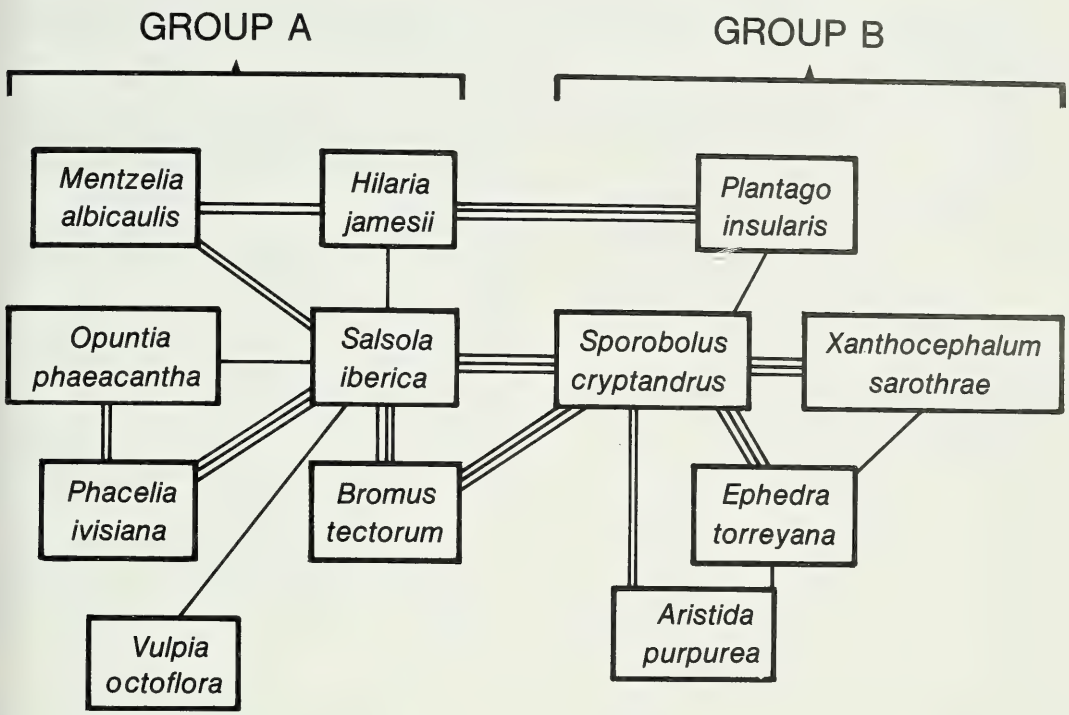 GROUP A
GROUP B
Mentzelia
albicaulis
Hilaria
jamesii
Plantago
insularis
Opuntia
phaeacantha
Salsola
iberica
Sporobolus
cryptandrus
Xanthocephalum
sarothrae
Phacelia
ivisiana
Bromus
tectorum
Ephedra
torreyana
Vulpia
octoflora
Aristida
purpurea